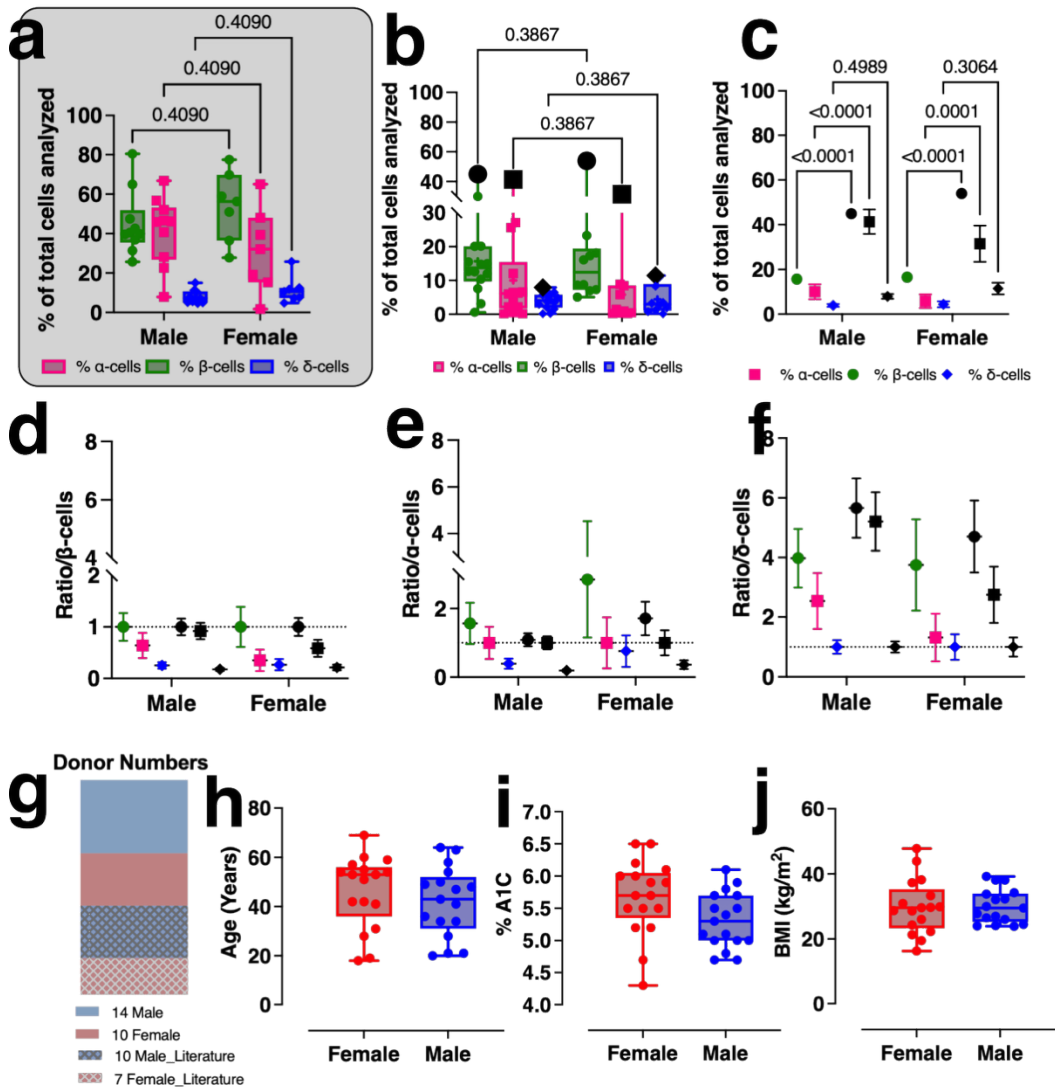 a
0.4090
0.4090
0.4090
% of total cells analyzed
100
80
60
40
20
0
Male
Female
% α-cells
% β-cells
% δ-cells
b
0.3867
0.3867
0.3867
% of total cells analyzed
100
80
60
40
30
20
10
0
Male
Female
% α-cells
% β-cells
% δ-cells
c
0.4989
0.3064
<0.0001
0.0001
<0.0001
<0.0001
% of total cells analyzed
100
80
60
40
20
0
Male
Female
% α-cells
% β-cells
% δ-cells
d
Ratio/β-cells
8
6
4
2
1
0
Male
Female
e
Ratio/α-cells
8
6
4
2
0
Male
Female
f
Ratio/δ-cells
8
6
4
2
0
Male
Female
g
Donor Numbers
14 Male
10 Female
10 Male_Literature
7 Female_Literature
h
Age (Years)
80
60
40
20
0
Female
Male
i
% A1C
7.0
6.5
6.0
5.5
5.0
4.5
4.0
Female
Male
j
BMI (kg/m²)
60
40
20
0
Female
Male